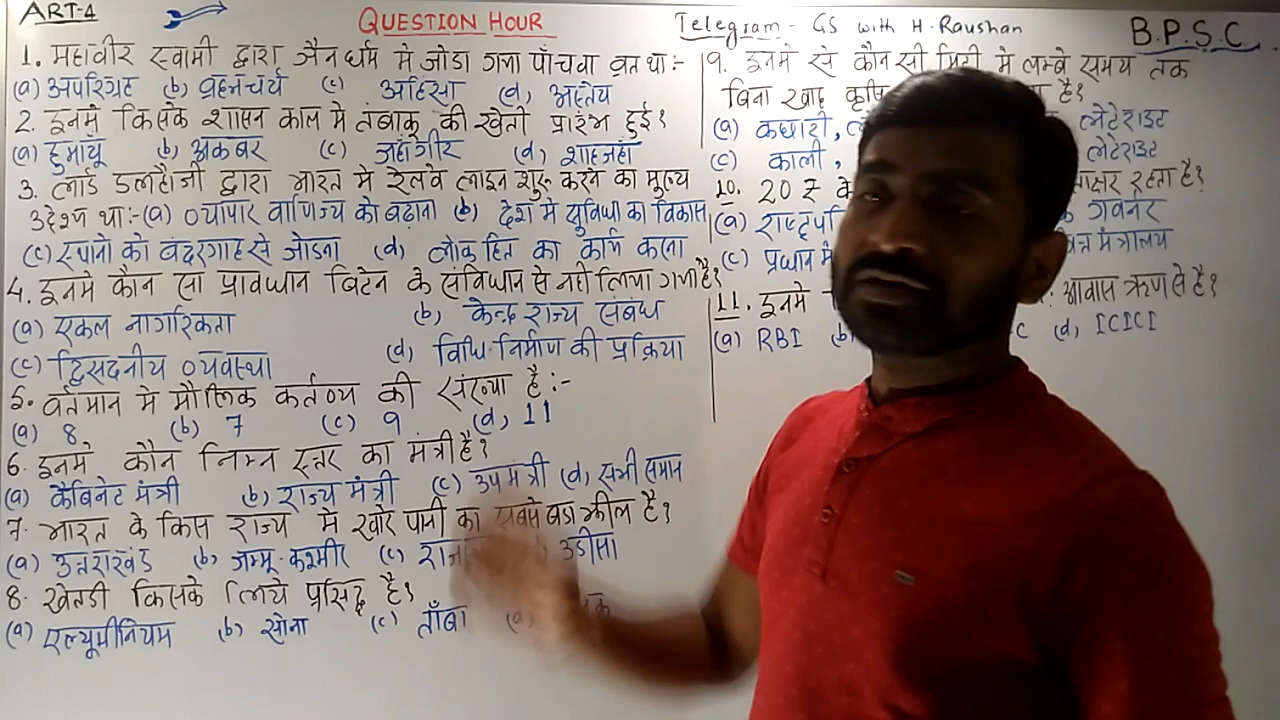 ART-4
QUESTION HOUR
Telegram - GS with H. Raushan
B.P.S.C
1. महावीर स्वामी द्वारा जैन धर्म मे जोडा गया पाँचवा व्रत था:-
(a) अपरिग्रह (b) ब्रह्मचर्य (c) अहिंसा (d) अस्तेय
2. इनमे किसके शासन काल मे तंबाकू की खेती प्रारंभ हुई?
(a) हुमायूं (b) अकबर (c) जहांगीर (d) शाहजहां
3. लार्ड डलहौजी द्वारा भारत मे रेलवे लाइन शुरू करने का मुख्य
उद्देश्य था:-(a) व्यापार वाणिज्य को बढ़ाना (b) देश मे सुविधा का विकास
(c) स्थानो को बंदरगाह से जोडना (d) लोक हित का कार्य करना
4. इनमे कौन सा प्रावधान ब्रिटेन के संविधान से नही लिया गया है?
(a) एकल नागरिकता (b) केन्द्र राज्य संबंध
(c) द्विसदनीय व्यवस्था (d) विधि-निर्माण की प्रक्रिया
5. वर्तमान मे मौलिक कर्तव्य की संख्या है:-
(a) 8 (b) 7 (c) 9 (d) 11
6. इनमे कौन निम्न स्तर का मंत्री है?
(a) कैबिनेट मंत्री (b) राज्य मंत्री (c) उपमंत्री (d) सभी समान
7. भारत के किस राज्य मे खारे पानी का सबसे बडा झील है?
(a) उत्तराखंड (b) जम्मू-कश्मीर (c) उडीसा
8. खेतडी किसके लिये प्रसिद्ध है?
(a) एल्यूमीनियम (b) सोना (c) ताँबा (d)
9. इनमे से कौन सी मिट्टी मे लम्बे समय तक
बिना खाद कृषि है?
(a) कछारी, लेटेराइट
(c) काली, लेटेराइट
10. 20 ₹ के रहता है?
(a) गवर्नर
(c) प्रधान वित्त मंत्रालय
11. इनमे आवास ऋण से है?
(a) RBI (b) C (d) ICICI